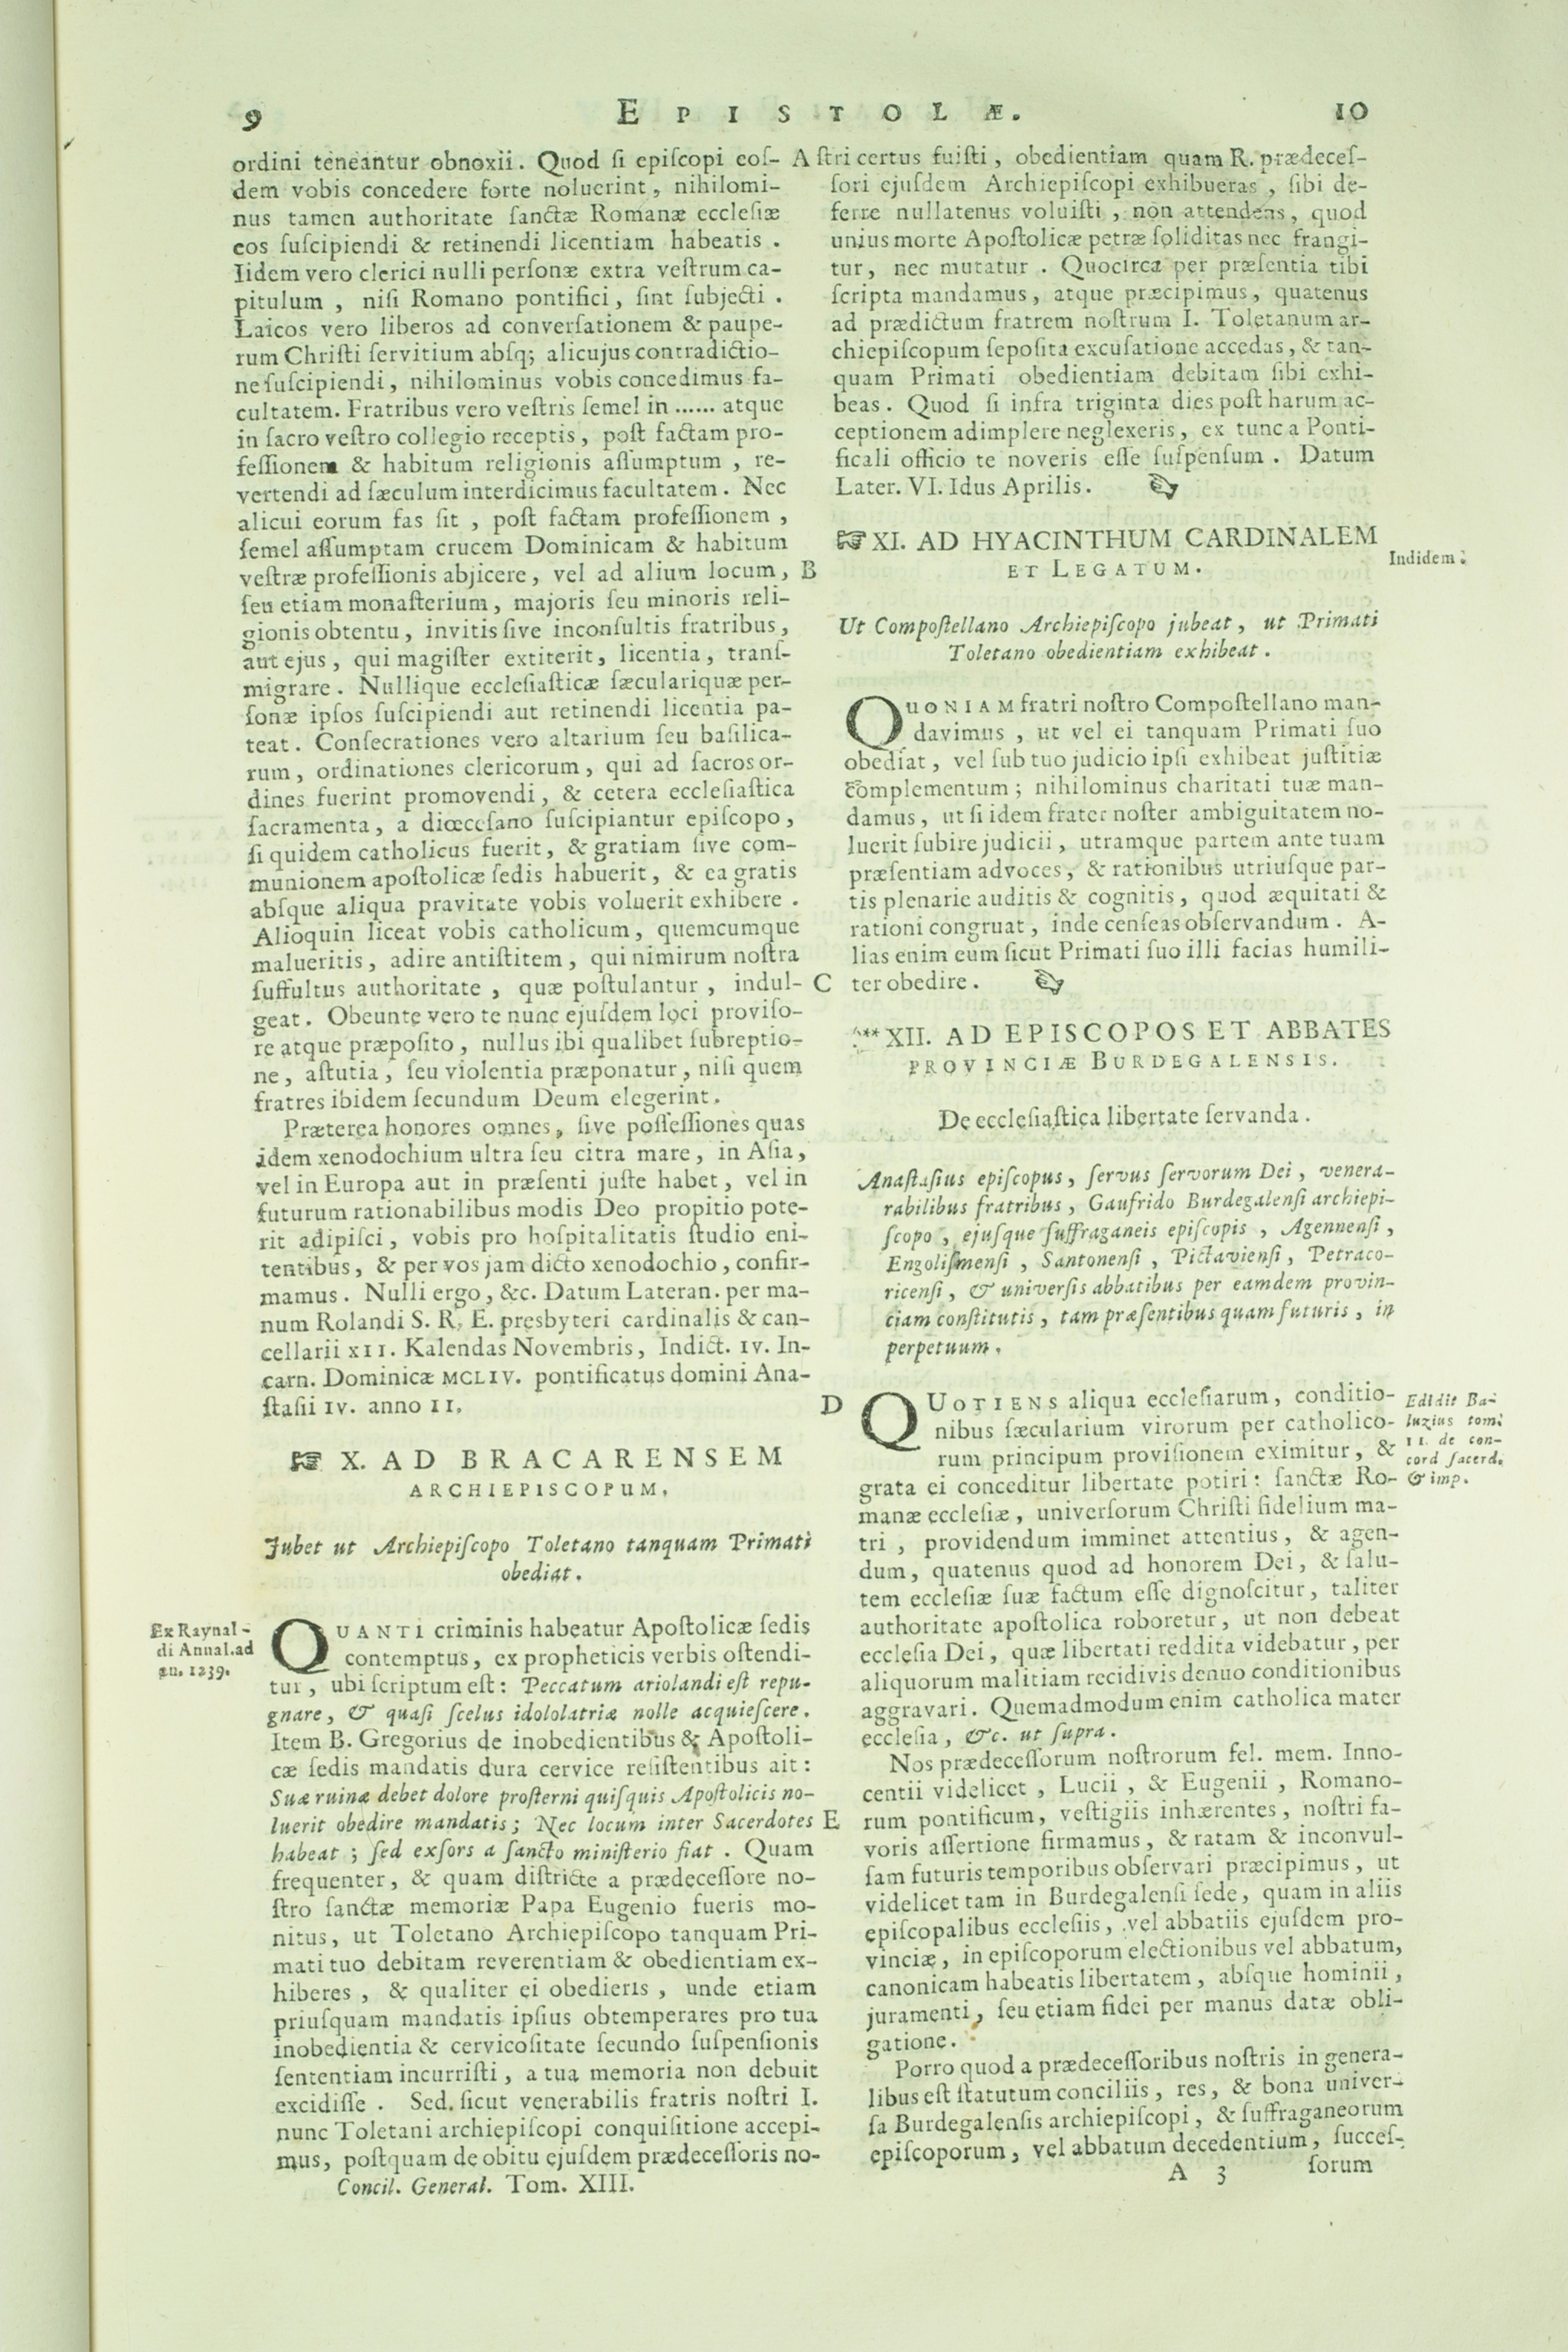 9
EPISTOLÆ.
10
ordini teneantur obnoxii. Quod ſi epiſcopi eoſ-
dem vobis concedere forte noluerint, nihilomi-
nus tamen authoritate ſanctæ Romanæ eccleſiæ
eos ſuſcipiendi & retinendi licentiam habeatis.
Iidem vero clerici nulli perſonæ extra veſtrum ca-
pitulum, niſi Romano pontifici, ſint ſubjecti.
Laicos vero liberos ad converſationem & paupe-
rum Chriſti ſervitium abſq; alicujus contradictio-
ne ſuſcipiendi, nihilominus vobis concedimus fa-
cultatem. Fratribus vero veſtris ſemel in ...... atque
in ſacro veſtro collegio receptis, poſt factam pro-
feſſionem & habitum religionis aſſumptum, re-
vertendi ad ſæculum interdicimus facultatem. Nec
alicui eorum fas ſit, poſt factam profeſſionem,
ſemel aſſumptam crucem Dominicam & habitum
veſtræ profeſſionis abjicere, vel ad alium locum,
ſeu etiam monaſterium, majoris ſeu minoris reli-
gionis obtentu, invitis ſive inconſultis fratribus,
aut ejus, qui magiſter extiterit, licentia, tranſ-
migrare. Nullique eccleſiaſticæ ſæculariquæ per-
ſonæ ipſos ſuſcipiendi aut retinendi licentia pa-
teat. Conſecrationes vero altarium ſeu baſilica-
rum, ordinationes clericorum, qui ad ſacros or-
dines fuerint promovendi, & cetera eccleſiaſtica
ſacramenta, a diœceſano ſuſcipiantur epiſcopo,
ſi quidem catholicus fuerit, & gratiam ſive com-
munionem apoſtolicæ ſedis habuerit, & ea gratis
abſque aliqua pravitate vobis voluerit exhibere.
Alioquin liceat vobis catholicum, quemcumque
malueritis, adire antiſtitem, qui nimirum noſtra
ſuffultus authoritate, quæ poſtulantur, indul-
geat. Obeunte vero te nunc ejuſdem loci proviſo-
re atque præpoſito, nullus ibi qualibet ſubreptio-
ne, aſtutia, ſeu violentia præponatur, niſi quem
fratres ibidem ſecundum Deum elegerint.
Præterea honores omnes, ſive poſſeſſiones quas
idem xenodochium ultra ſeu citra mare, in Aſia,
vel in Europa aut in præſenti juſte habet, vel in
futurum rationabilibus modis Deo propitio pote-
rit adipiſci, vobis pro hoſpitalitatis ſtudio eni-
tentibus, & per vos jam dicto xenodochio, confir-
mamus. Nulli ergo, &c. Datum Lateran. per ma-
num Rolandi S. R. E. presbyteri cardinalis & can-
cellarii XII. Kalendas Novembris, Indict. IV. In-
carn. Dominicæ MCLIV. pontificatus domini Ana-
ſtaſii IV. anno II.
☞ X. AD BRACARENSEM
ARCHIEPISCOPUM.
Jubet ut Archiepiſcopo Toletano tanquam Primati
obediat.
Ex Raynal-
di Annal. ad
an. 1239.
QUANTI criminis habeatur Apoſtolicæ ſedis
contemptus, ex propheticis verbis oſtendi-
tur, ubi ſcriptum eſt: Peccatum ariolandi eſt repu-
gnare, & quaſi ſcelus idololatriæ nolle acquieſcere.
Item B. Gregorius de inobedientibus & Apoſtoli-
cæ ſedis mandatis dura cervice reſiſtentibus ait:
Suæ ruinæ debet dolore proſterni quiſquis Apoſtolicis no-
luerit obedire mandatis; Nec locum inter Sacerdotes
habeat; ſed exſors a ſancto miniſterio fiat. Quam
frequenter, & quam diſtricte a prædeceſſore no-
ſtro ſanctæ memoriæ Papa Eugenio fueris mo-
nitus, ut Toletano Archiepiſcopo tanquam Pri-
mati tuo debitam reverentiam & obedientiam ex-
hiberes, & qualiter ei obedieris, unde etiam
priuſquam mandatis ipſius obtemperares pro tua
inobedientia & cervicoſitate ſecundo ſuſpenſionis
ſententiam incurriſti, a tua memoria non debuit
excidiſſe. Sed. ſicut venerabilis fratris noſtri I.
nunc Toletani archiepiſcopi conquiſitione accepi-
mus, poſtquam de obitu ejuſdem prædeceſſoris no-
Concil. General. Tom. XIII.
A
B
C
D
E
ſtri certus fuiſti, obedientiam quam R. prædeceſ-
ſori ejuſdem Archiepiſcopi exhibueras, ſibi de-
ferre nullatenus voluiſti, non attendens, quod
unius morte Apoſtolicæ petræ ſoliditas nec frangi-
tur, nec mutatur. Quocirca per præſentia tibi
ſcripta mandamus, atque præcipimus, quatenus
ad prædictum fratrem noſtrum I. Toletanum ar-
chiepiſcopum ſepoſita excuſatione accedas, & tan-
quam Primati obedientiam debitam ſibi exhi-
beas. Quod ſi infra triginta dies poſt harum ac-
ceptionem adimplere neglexeris, ex tunc a Ponti-
ficali officio te noveris eſſe ſuſpenſum. Datum
Later. VI. Idus Aprilis. ☜
☞ XI. AD HYACINTHUM CARDINALEM
ET LEGATUM.
Indidem.
Ut Compoſtellano Archiepiſcopo jubeat, ut Primati
Toletano obedientiam exhibeat.
QUONIAM fratri noſtro Compoſtellano man-
davimus, ut vel ei tanquam Primati ſuo
obediat, vel ſub tuo judicio ipſi exhibeat juſtitiæ
complementum; nihilominus charitati tuæ man-
damus, ut ſi idem frater noſter ambiguitatem no-
luerit ſubire judicii, utramque partem ante tuam
præſentiam advoces, & rationibus utriuſque par-
tis plenarie auditis & cognitis, quod æquitati &
rationi congruat, inde cenſeas obſervandum. A-
lias enim eum ſicut Primati ſuo illi facias humili-
ter obedire. ☜
*** XII. AD EPISCOPOS ET ABBATES
PROVINCIÆ BURDEGALENSIS.
De eccleſiaſtica libertate ſervanda.
Anaſtaſius epiſcopus, ſervus ſervorum Dei, venera-
rabilibus fratribus, Gaufrido Burdegalenſi archiepi-
ſcopo, ejuſque ſuffraganeis epiſcopis, Agennenſi,
Engoliſmenſi, Santonenſi, Pictavienſi, Petraco-
ricenſi, & univerſis abbatibus per eamdem provin-
ciam conſtitutis, tam præſentibus quam futuris, in
perpetuum.
QUOTIENS aliqua eccleſiarum, conditio-
nibus ſæcularium virorum per catholico-
rum principum proviſionem eximitur, &
grata ei conceditur libertate potiri: ſanctæ Ro-
manæ eccleſiæ, univerſorum Chriſti fidelium ma-
tri, providendum imminet attentius, & agen-
dum, quatenus quod ad honorem Dei, & ſalu-
tem eccleſiæ ſuæ factum eſſe dignoſcitur, taliter
authoritate apoſtolica roboretur, ut non debeat
eccleſia Dei, quæ libertati reddita videbatur, per
aliquorum malitiam recidivis denuo conditionibus
aggravari. Quemadmodum enim catholica mater
eccleſia, &c. ut ſupra.
Edidit Ba-
luzius tom.
II. de con-
cord ſacerd.
& imp.
Nos prædeceſſorum noſtrorum fel. mem. Inno-
centii videlicet, Lucii, & Eugenii, Romano-
rum pontificum, veſtigiis inhærentes, noſtri fa-
voris aſſertione firmamus, & ratam & inconvul-
ſam futuris temporibus obſervari præcipimus, ut
videlicet tam in Burdegalenſi ſede, quam in aliis
epiſcopalibus eccleſiis, vel abbatiis ejuſdem pro-
vinciæ, in epiſcoporum electionibus vel abbatum,
canonicam habeatis libertatem, abſque hominii,
juramenti, ſeu etiam fidei per manus datæ obli-
gatione.
Porro quod a prædeceſſoribus noſtris in genera-
libus eſt ſtatutum conciliis, res, & bona univer-
ſa Burdegalenſis archiepiſcopi, & ſuffraganeorum
epiſcoporum, vel abbatum decedentium, ſucceſ-
A 3
ſorum